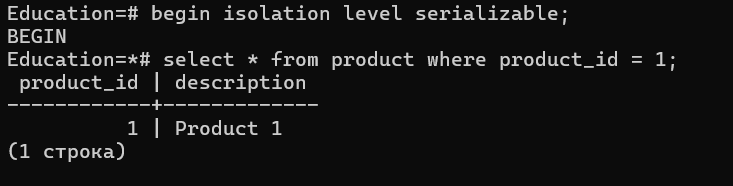 Education=# begin isolation level serializable;
BEGIN
Education=*# select * from product where product_id = 1;
 product_id | description
------------+-------------
          1 | Product 1
(1 строка)